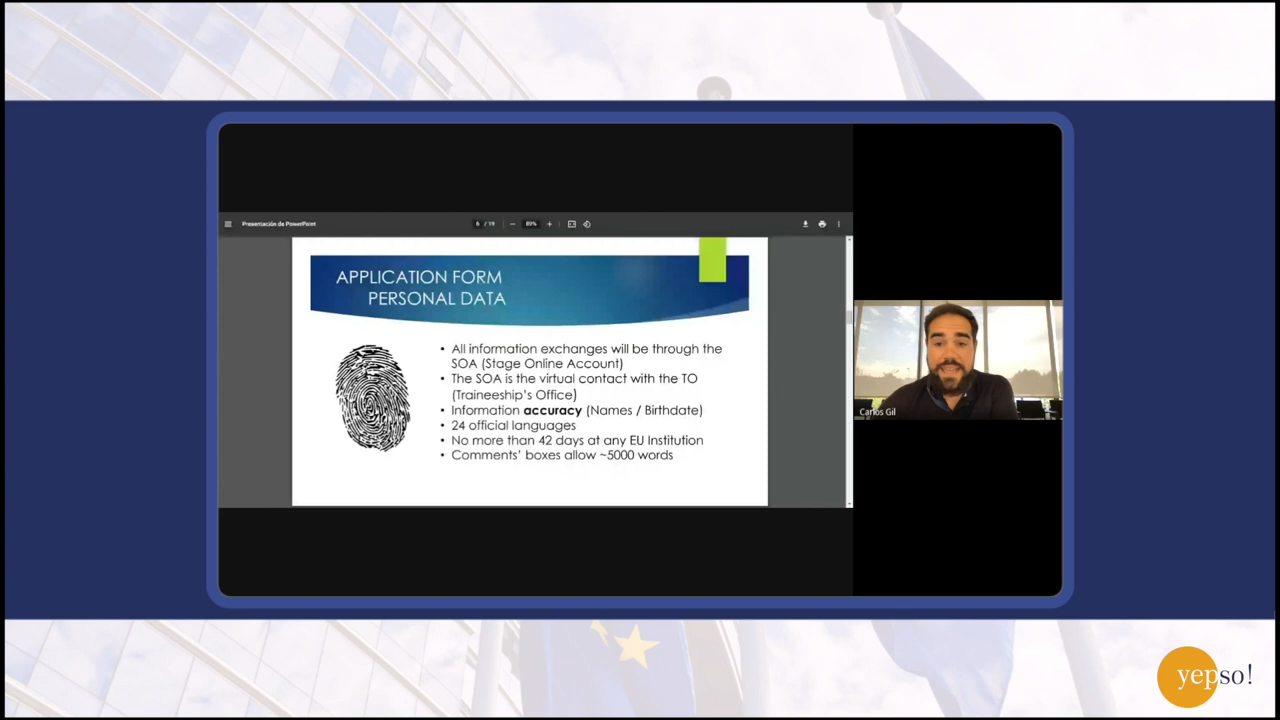 Presentación de PowerPoint
6 / 19
89%
APPLICATION FORM
PERSONAL DATA
• All information exchanges will be through the
SOA (Stage Online Account)
• The SOA is the virtual contact with the TO
(Traineeship's Office)
• Information accuracy (Names / Birthdate)
• 24 official languages
• No more than 42 days at any EU Institution
• Comments' boxes allow ~5000 words
Carlos Gil
yepso!